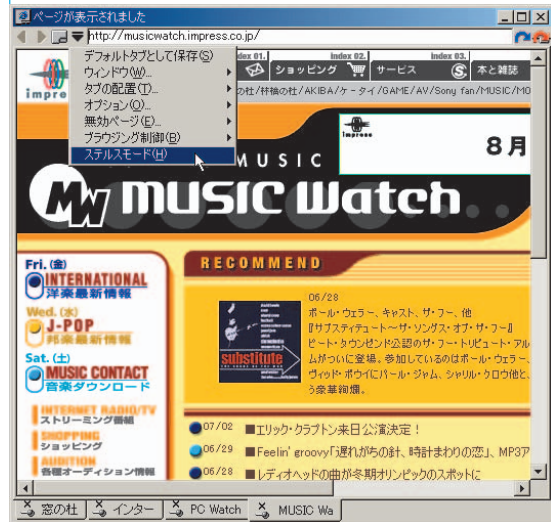 ページが表示されました
http://musicwatch.impress.co.jp/
デフォルトタブとして保存(S)
ウィンドウ(W)...
タブの配置(T)...
オプション(O)...
無効ページ(E)...
ブラウジング制御(B)
ステルスモード(H)
index 01. index 02. index 03.
ショッピング サービス 本と雑誌
impre
の杜/林檎の杜/AKIBA/ケータイ/GAME/AV/Sony fan/MUSIC/MO
impress
8月
MUSIC
MW MUSIC Watch
Fri. (金)
INTERNATIONAL
洋楽最新情報
Wed. (水)
J-POP
邦楽最新情報
Sat. (土)
MUSIC CONTACT
音楽ダウンロード
INTERNET RADIO/TV
ストリーミング番組
SHOPPING
ショッピング
AUDITION
各種オーディション情報
RECOMMEND
substitute
06/28
ポール・ウェラー、キャスト、ザ・フー、他
『サブスティテュート〜ザ・ソングス・オブ・ザ・フー』
ピート・タウンゼンド公認のザ・フー・トリビュート・アル
ムがついに登場。参加しているのはポール・ウェラー、
ヴィッド・ボウイにパール・ジャム、シャリル・クロウ他と、
う豪華絢爛。
07/02 ■エリック・クラプトン来日公演決定！
06/29 ■Feelin' groovy「遅れがちの針、時計まわりの恋」、MP3ア
06/28 ■レディオヘッドの曲が冬期オリンピックのスポットに
窓の杜 インター PC Watch MUSIC Wa